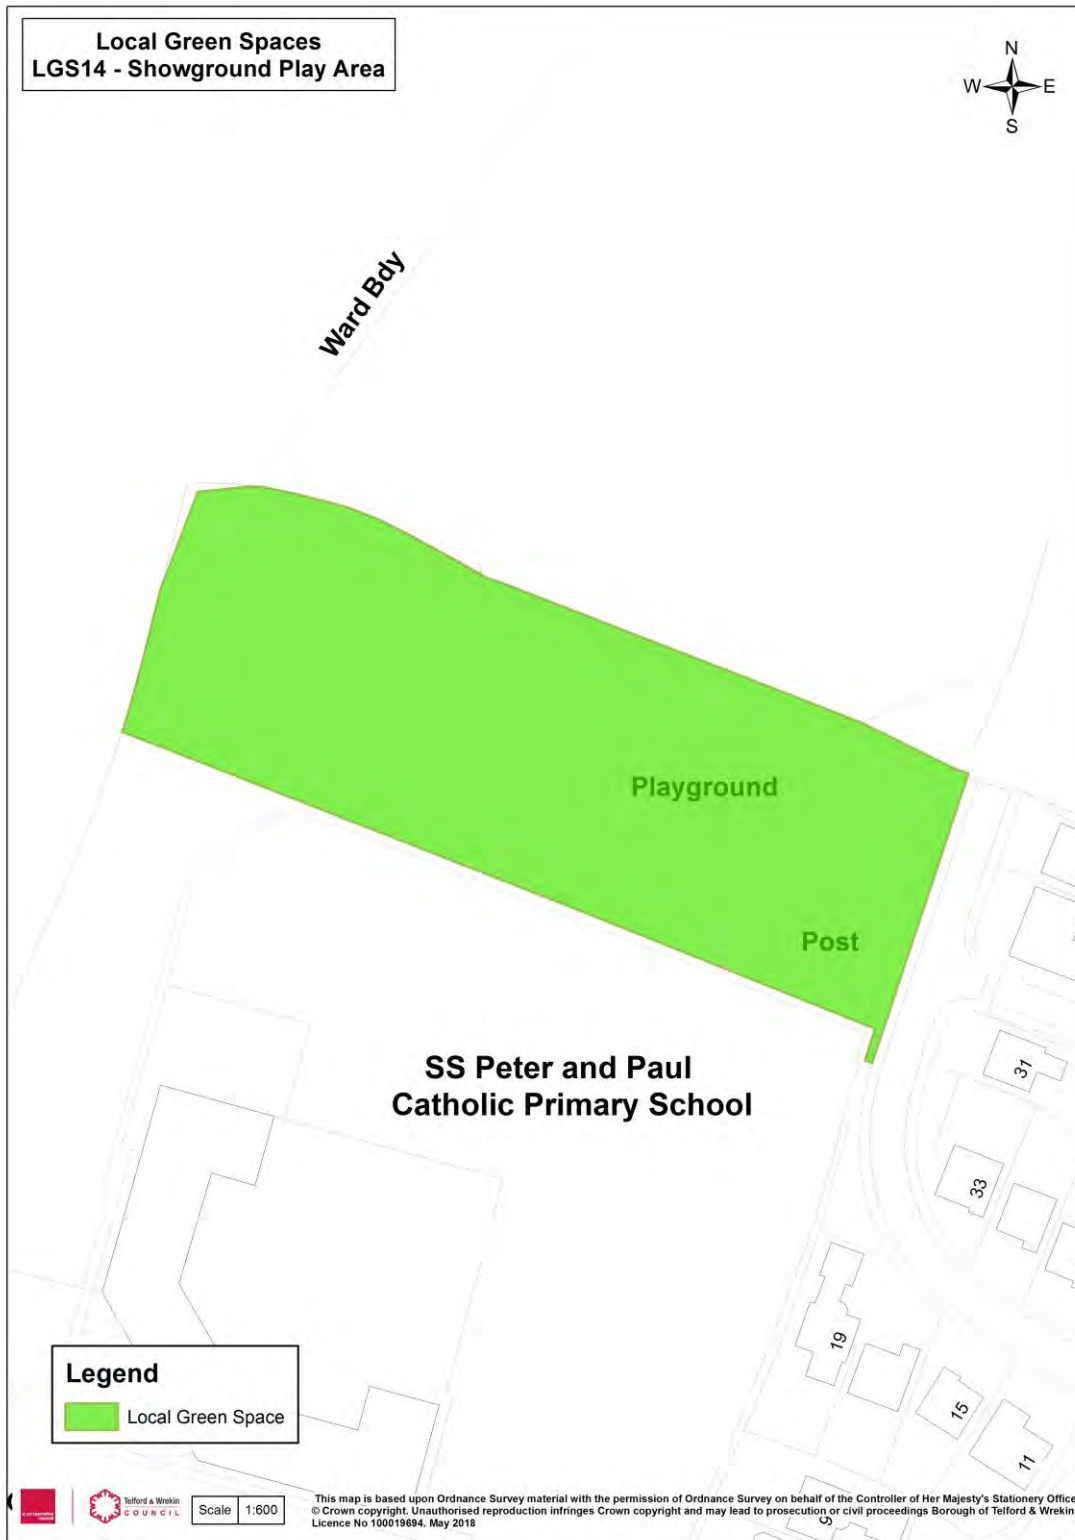 Local Green Spaces
LGS14 - Showground Play Area
N
W E
S
Ward Bdy
Playground
Post
SS Peter and Paul
Catholic Primary School
31
33
19
15
11
9
Legend
Local Green Space
Telford & Wrekin
COUNCIL
Scale 1:600
This map is based upon Ordnance Survey material with the permission of Ordnance Survey on behalf of the Controller of Her Majesty's Stationery Office
© Crown copyright. Unauthorised reproduction infringes Crown copyright and may lead to prosecution or civil proceedings Borough of Telford & Wrekin
Licence No 100019694. May 2018